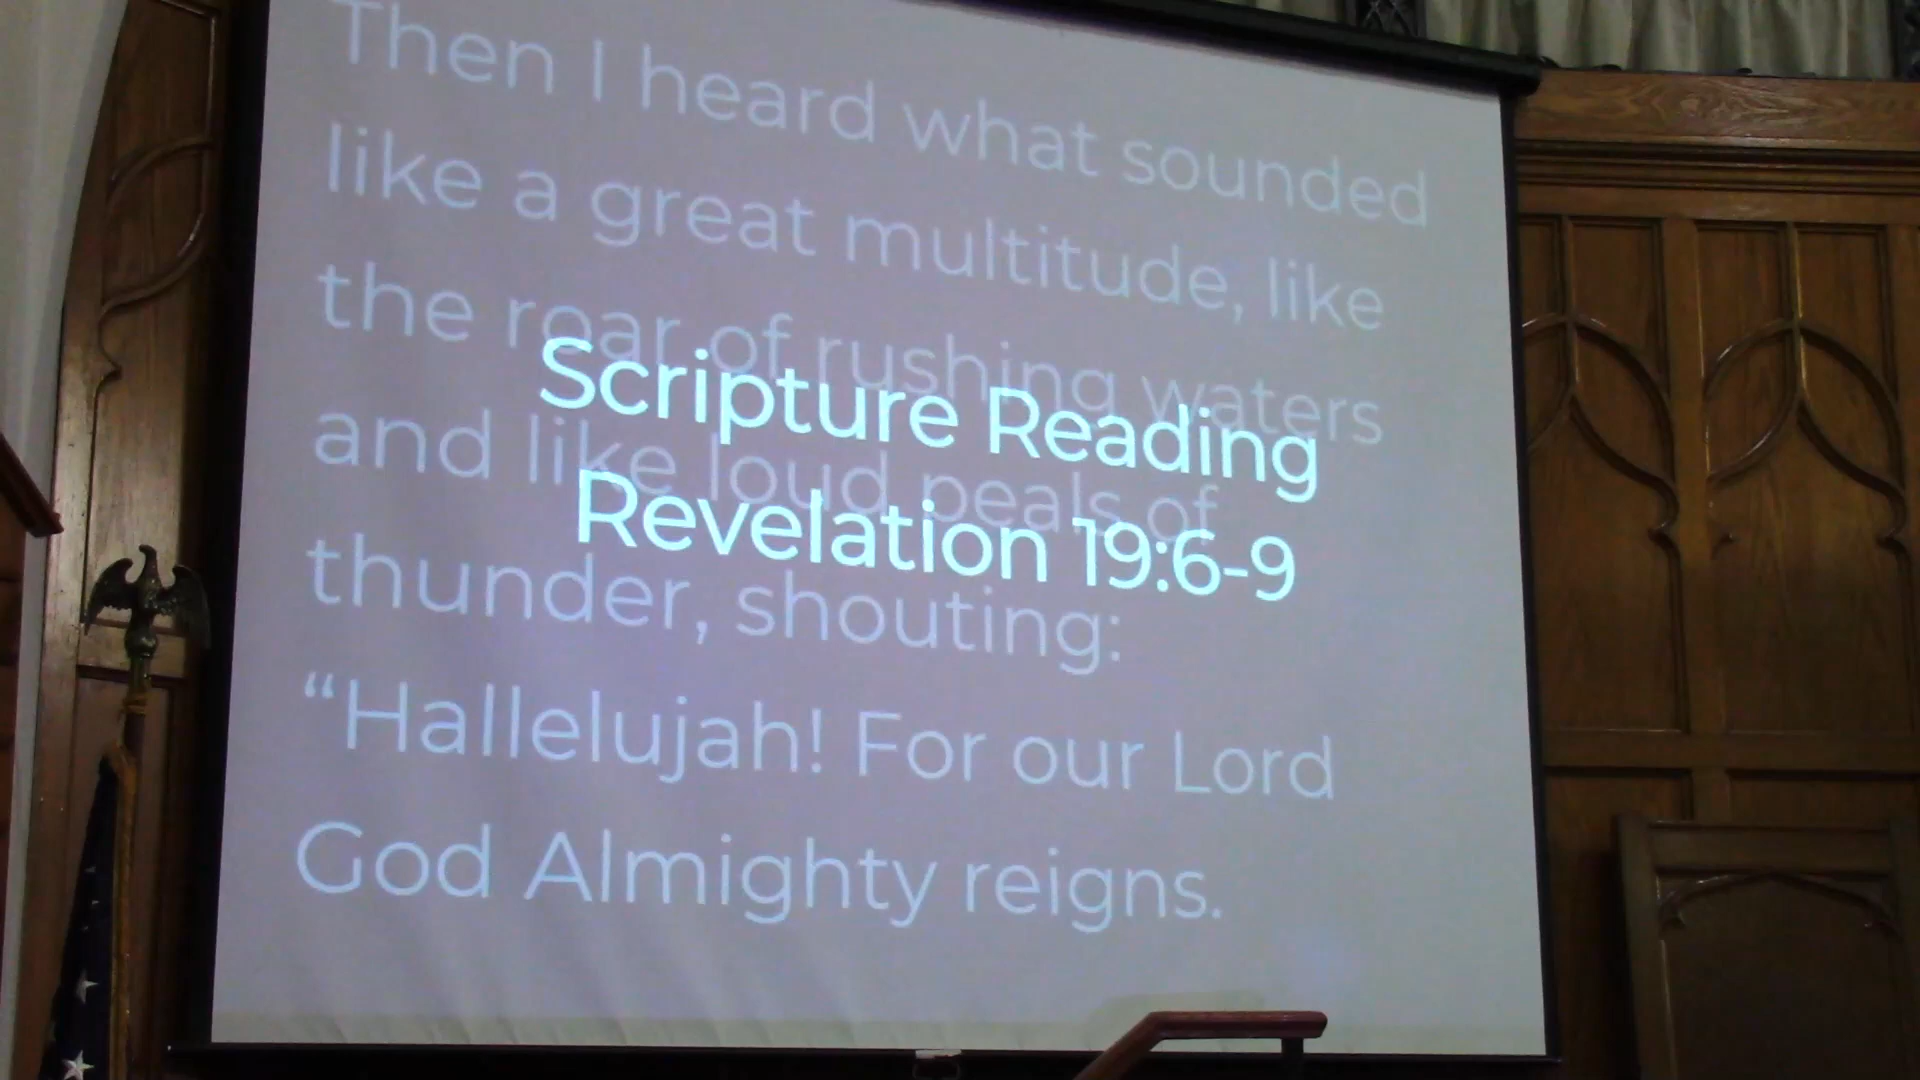 Then I heard what sounded
like a great multitude, like
the roar of rushing waters
Scripture Reading
and like loud peals of
Revelation 19:6-9
thunder, shouting:
“Hallelujah! For our Lord
God Almighty reigns.